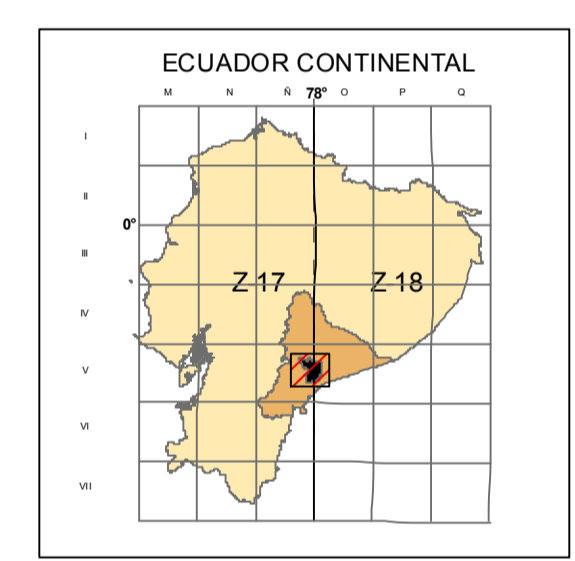 ECUADOR CONTINENTAL
M N Ñ 78° O P Q
I
II
0°
III
Z 17 Z 18
IV
V
VI
VII